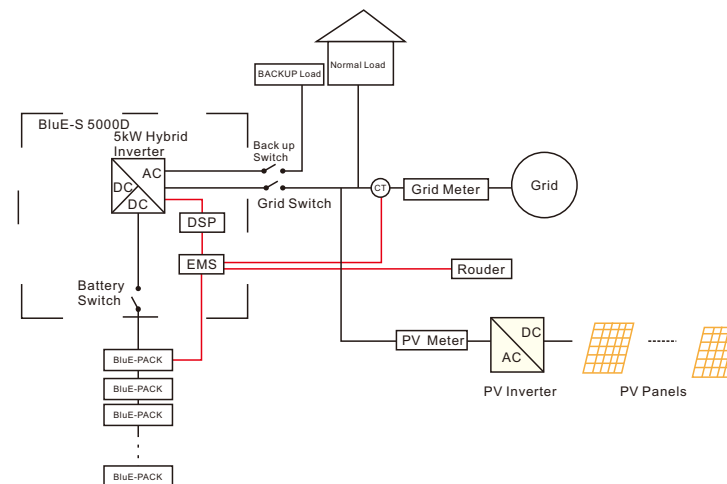 BACKUP Load
Normal Load
BluE-S 5000D
5kW Hybrid
Inverter
AC
DC
DC
Back up
Switch
Grid Switch
CT
Grid Meter
Grid
DSP
EMS
Rouder
Battery
Switch
PV Meter
DC
AC
PV Inverter
PV Panels
BluE-PACK
BluE-PACK
BluE-PACK
BluE-PACK